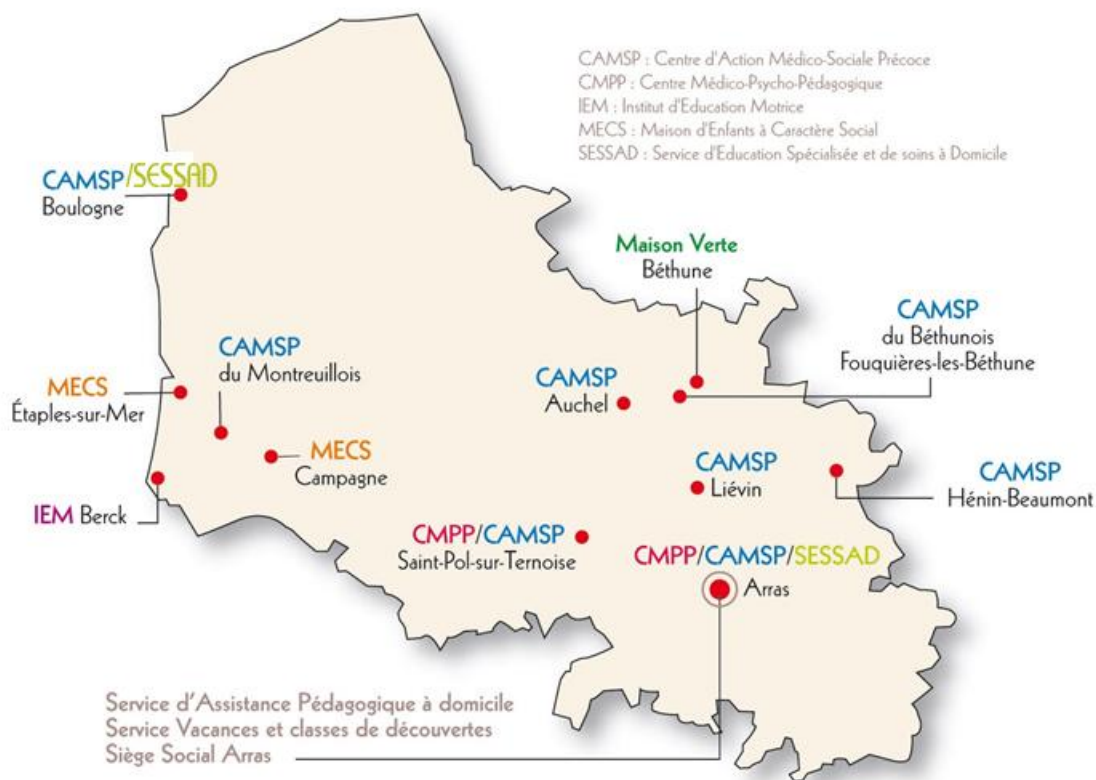 CAMSP : Centre d'Action Médico-Sociale Précoce
CMPP : Centre Médico-Psycho-Pédagogique
IEM : Institut d'Education Motrice
MECS : Maison d'Enfants à Caractère Social
SESSAD : Service d'Education Spécialisée et de soins à Domicile
CAMSP/SESSAD
Boulogne
Maison Verte
Béthune
CAMSP
du Béthunois
Fouquières-les-Béthune
CAMSP
du Montreuillois
MECS
Étaples-sur-Mer
CAMSP
Auchel
MECS
Campagne
CAMSP
Liévin
CAMSP
Hénin-Beaumont
IEM Berck
CMPP/CAMSP
Saint-Pol-sur-Ternoise
CMPP/CAMSP/SESSAD
Arras
Service d'Assistance Pédagogique à domicile
Service Vacances et classes de découvertes
Siège Social Arras